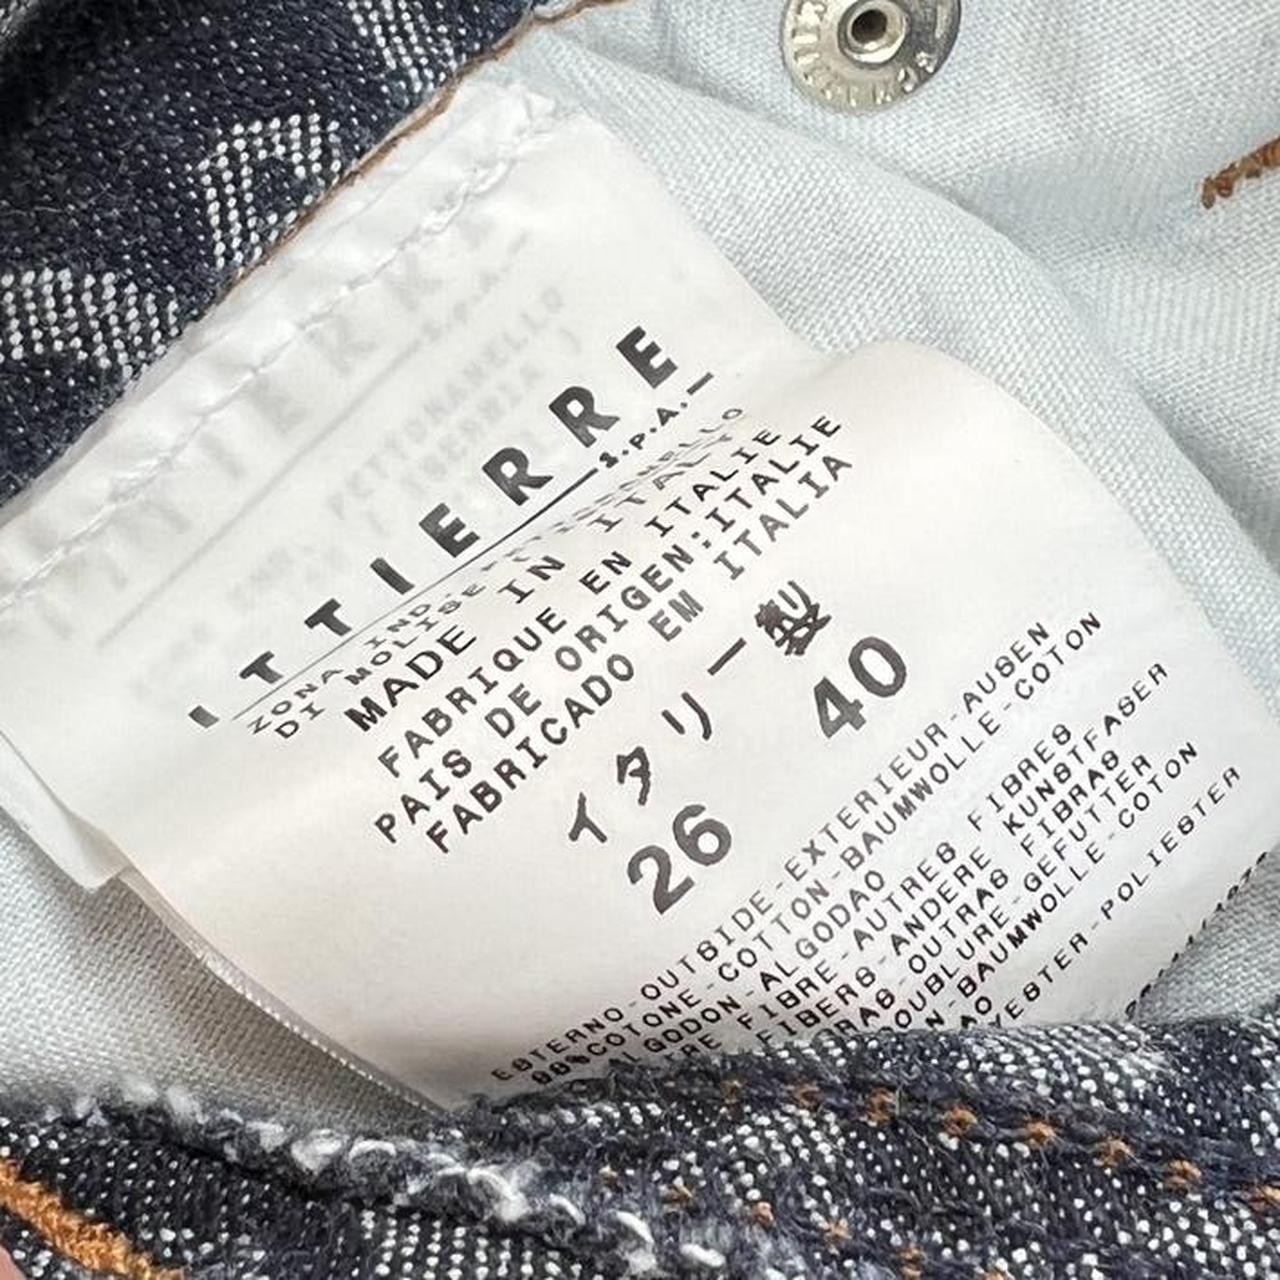 ITTIERRE
S.P.A.
ZONA IND. PETTORANELLO
DI MOLISE
MADE IN ITALY
FABRIQUE EN ITALIE
PAIS DE ORIGEN:ITALIE
FABRICADO EM ITALIA
イタリー製
26 40
ESTERNO-OUTSIDE-EXTERIEUR-AUSEN
COTONE-COTTON-BAUMWOLLE-COTON
ALGODON-ALGODAO
FIBRE-AUTRES FIBRES
FIBERS-ANDERE KUNSTFASER
OUTRAS FIBRAS
DOUBLURE-GEFUTTER
BAUMWOLLE-COTON
POLIESTER